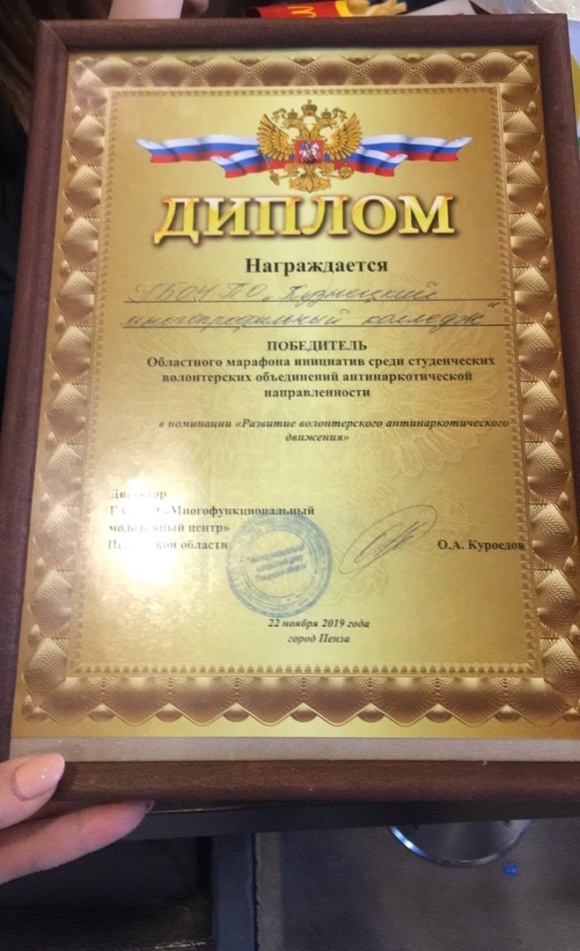 ДИПЛОМ
Награждается
ГБОУ ПО „Кузнецкий
многопрофильный колледж"
ПОБЕДИТЕЛЬ
Областного марафона инициатив среди студенческих
волонтерских объединений антинаркотической
направленности
в номинации «Развитие волонтерского антинаркотического
движения»
Директор
«Многофункциональный
молодежный центр»
Пензенской области
О.А. Куроедов
22 ноября 2019 года
город Пенза